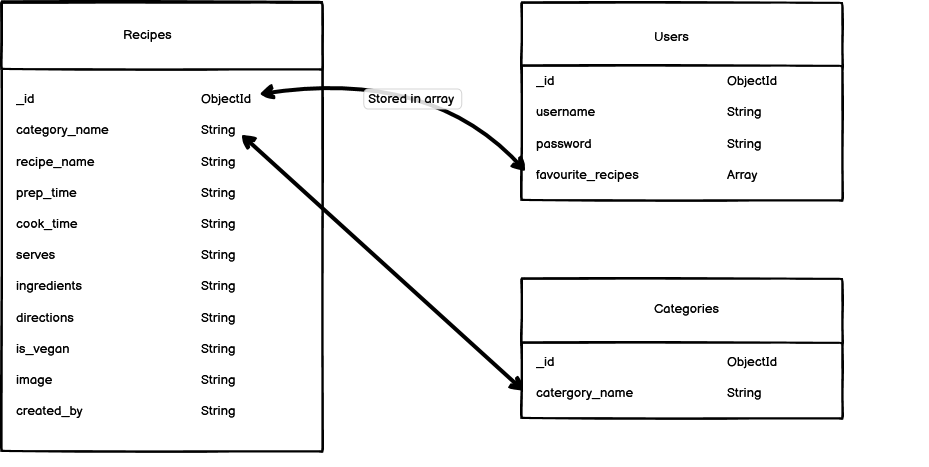 Recipes
_id ObjectId
category_name String
recipe_name String
prep_time String
cook_time String
serves String
ingredients String
directions String
is_vegan String
image String
created_by String
Stored in array
Users
_id ObjectId
username String
password String
favourite_recipes Array
Categories
_id ObjectId
catergory_name String